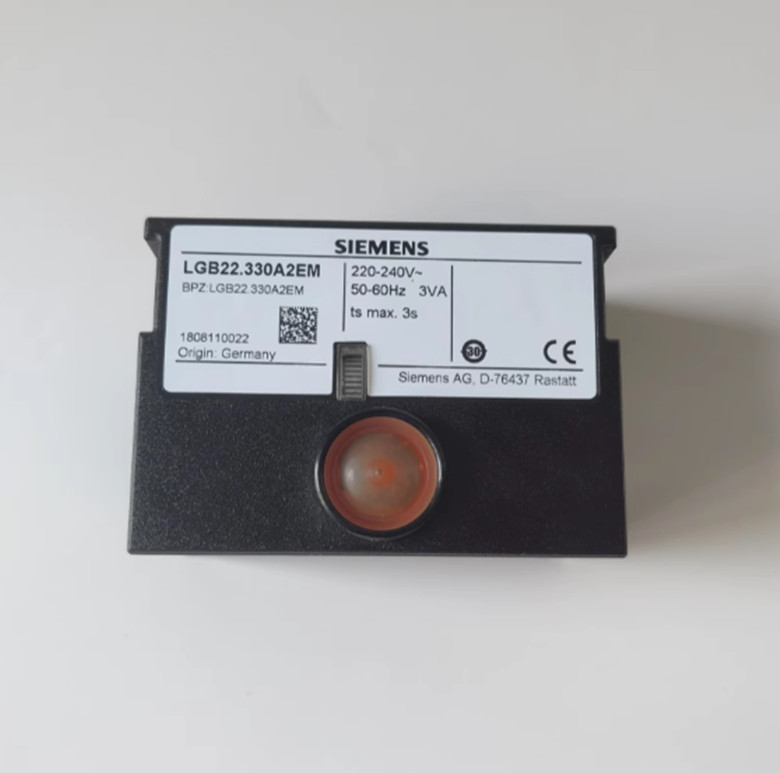 SIEMENS
LGB22.330A2EM
BPZ:LGB22.330A2EM
1808110022
Origin: Germany
220-240V~
50-60Hz 3VA
ts max. 3s
30
CE
Siemens AG, D-76437 Rastatt